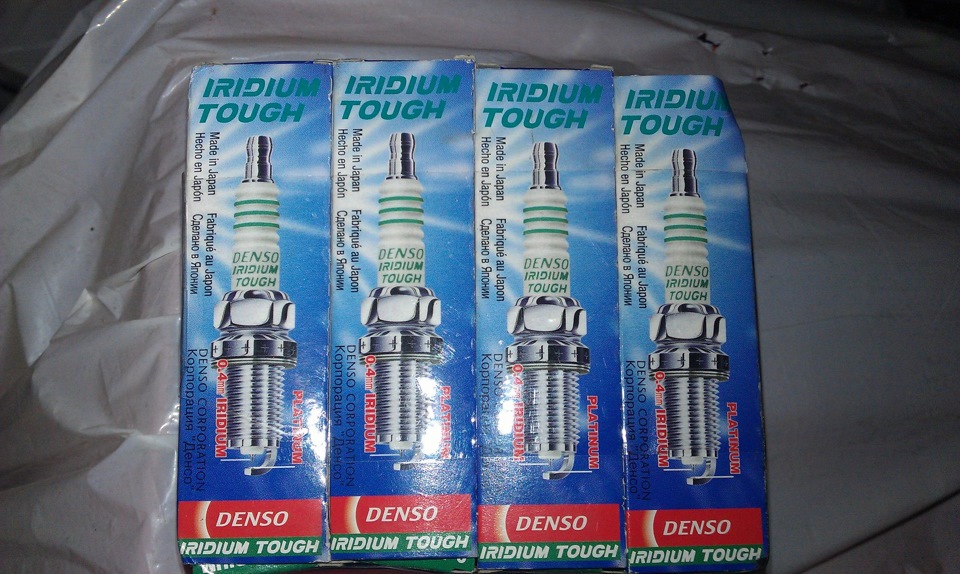 IRIDIUM
TOUGH
Made in Japan Fabriqué au Japon
Hecho en Japón Сделано в Японии
DENSO
IRIDIUM
TOUGH
0.4mm IRIDIUM
PLATINUM
DENSO CORPORATION
Корпорация "Денсо"
DENSO
IRIDIUM TOUGH
IRIDIUM
TOUGH
Made in Japan Fabriqué au Japon
Hecho en Japón Сделано в Японии
DENSO
IRIDIUM
TOUGH
0.4mm IRIDIUM
PLATINUM
DENSO CORPORATION
Корпорация "Денсо"
DENSO
IRIDIUM TOUGH
IRIDIUM
TOUGH
Made in Japan Fabriqué au Japon
Hecho en Japón Сделано в Японии
DENSO
IRIDIUM
TOUGH
0.4mm IRIDIUM
PLATINUM
DENSO
IRIDIUM TOUGH
IRIDIUM
TOUGH
Made in Japan Fabriqué au Japon
Hecho en Japón Сделано в Японии
DENSO
IRIDIUM
TOUGH
0.4mm IRIDIUM
PLATINUM
DENSO CORPORATION
Корпорация "Денсо"
DENSO
IRIDIUM TOUGH